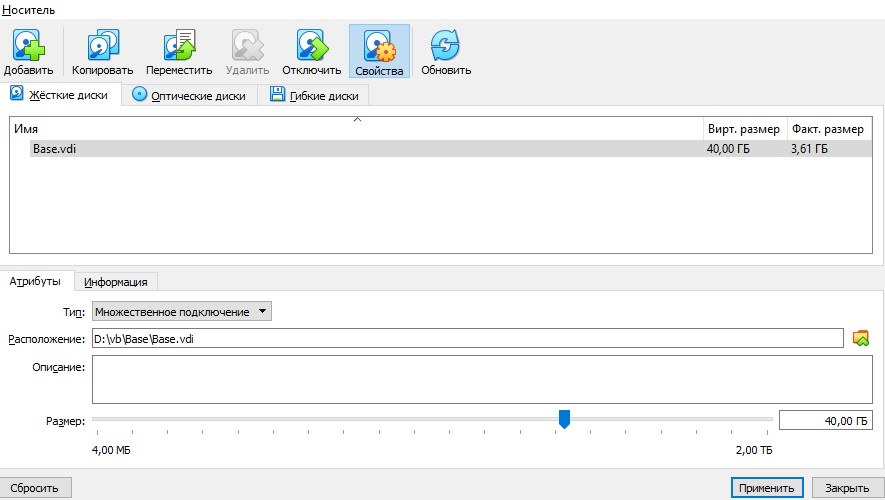 Носитель
Добавить Копировать Переместить Удалить Отключить Свойства Обновить
Жёсткие диски Оптические диски Гибкие диски
Имя Вирт. размер Факт. размер
Base.vdi 40,00 ГБ 3,61 ГБ
Атрибуты Информация
Тип: Множественное подключение
Расположение: D:\vb\Base\Base.vdi
Описание:
Размер: 40,00 ГБ
4,00 МБ 2,00 ТБ
Сбросить Применить Закрыть